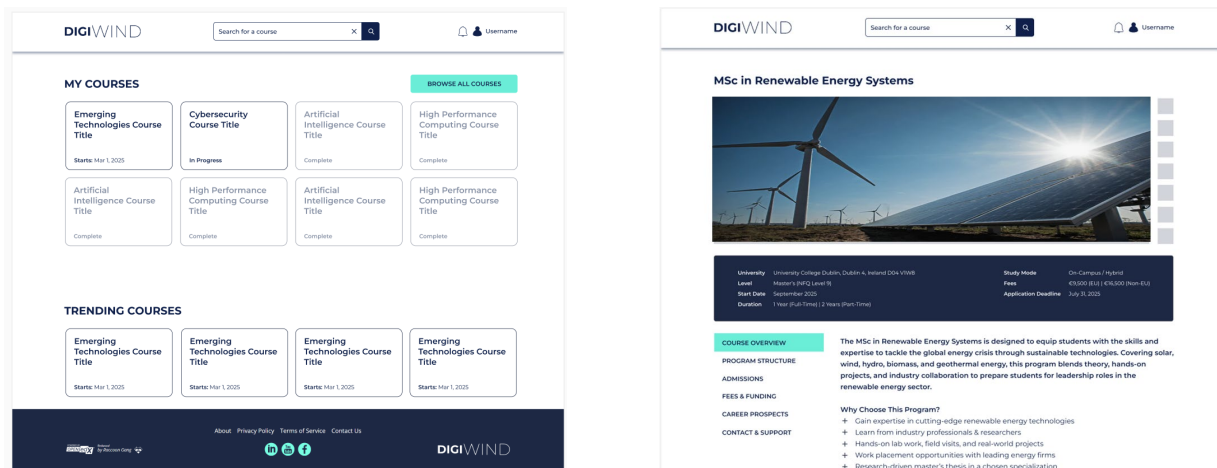 DIGIWIND
Search for a course
Username
MY COURSES
BROWSE ALL COURSES
Emerging
Technologies Course
Title
Starts: Mar 1, 2025
Cybersecurity
Course Title
In Progress
Artificial
Intelligence Course
Title
Complete
High Performance
Computing Course
Title
Complete
Artificial
Intelligence Course
Title
Complete
High Performance
Computing Course
Title
Complete
Artificial
Intelligence Course
Title
Complete
High Performance
Computing Course
Title
Complete
TRENDING COURSES
Emerging
Technologies Course
Title
Starts: Mar 1, 2025
Emerging
Technologies Course
Title
Starts: Mar 1, 2025
Emerging
Technologies Course
Title
Starts: Mar 1, 2025
Emerging
Technologies Course
Title
Starts: Mar 1, 2025
About Privacy Policy Terms of Service Contact Us
by Raccoon Gang
DIGIWIND
DIGIWIND
Search for a course
Username
MSc in Renewable Energy Systems
University University College Dublin, Dublin 4, Ireland D04 V1W8
Level Master's (NFQ Level 9)
Start Date September 2025
Duration 1 Year (Full-Time) | 2 Years (Part-Time)
Study Mode On-Campus / Hybrid
Fees €9,500 (EU) | €16,500 (Non-EU)
Application Deadline July 31, 2025
COURSE OVERVIEW
PROGRAM STRUCTURE
ADMISSIONS
FEES & FUNDING
CAREER PROSPECTS
CONTACT & SUPPORT
The MSc in Renewable Energy Systems is designed to equip students with the skills and
expertise to tackle the global energy crisis through sustainable technologies. Covering solar,
wind, hydro, biomass, and geothermal energy, this program blends theory, hands-on
projects, and industry collaboration to prepare students for leadership roles in the
renewable energy sector.
Why Choose This Program?
+ Gain expertise in cutting-edge renewable energy technologies
+ Learn from industry professionals & researchers
+ Hands-on lab work, field visits, and real-world projects
+ Work placement opportunities with leading energy firms
+ Research-driven master's thesis in a chosen specialization